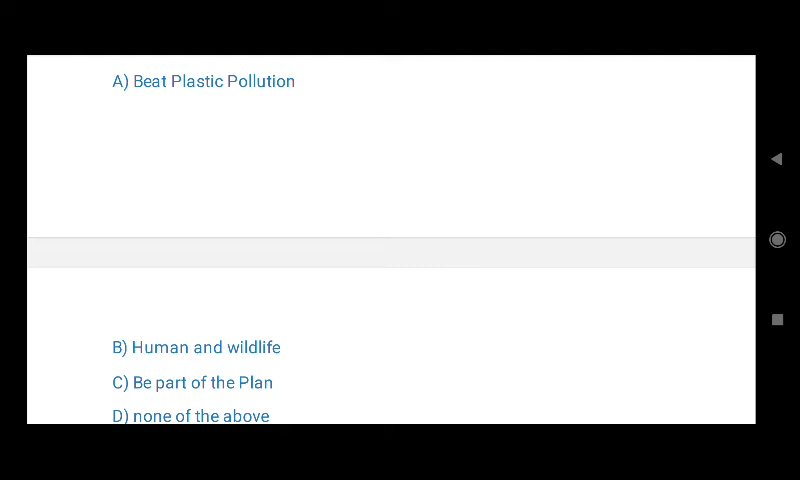 A) Beat Plastic Pollution
B) Human and wildlife
C) Be part of the Plan
D) none of the above